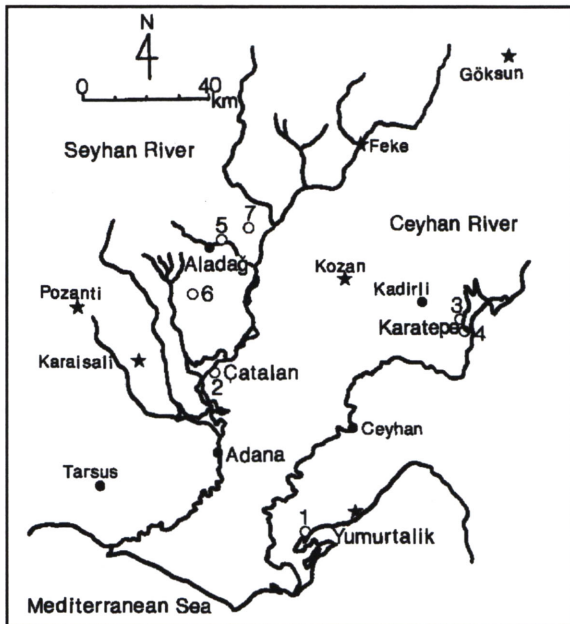 N
0 40
km
Göksun
Seyhan River
Feke
7
5
Ceyhan River
Aladağ
Kozan
6
Kadirli
Pozanti
3
Karatepe
4
Karaisali
Çatalan
2
Ceyhan
Adana
Tarsus
1
Yumurtalik
Mediterranean Sea